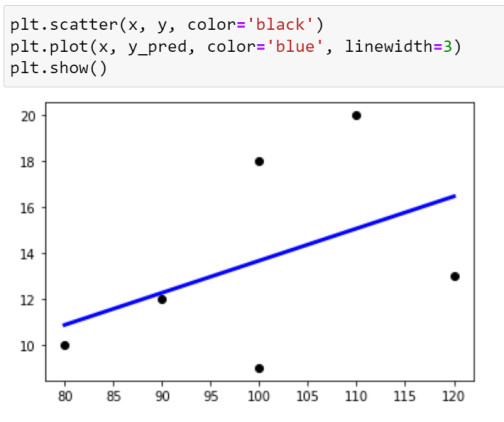 plt.scatter(x, y, color='black')
plt.plot(x, y_pred, color='blue', linewidth=3)
plt.show()
20
18
16
14
12
10
80 85 90 95 100 105 110 115 120